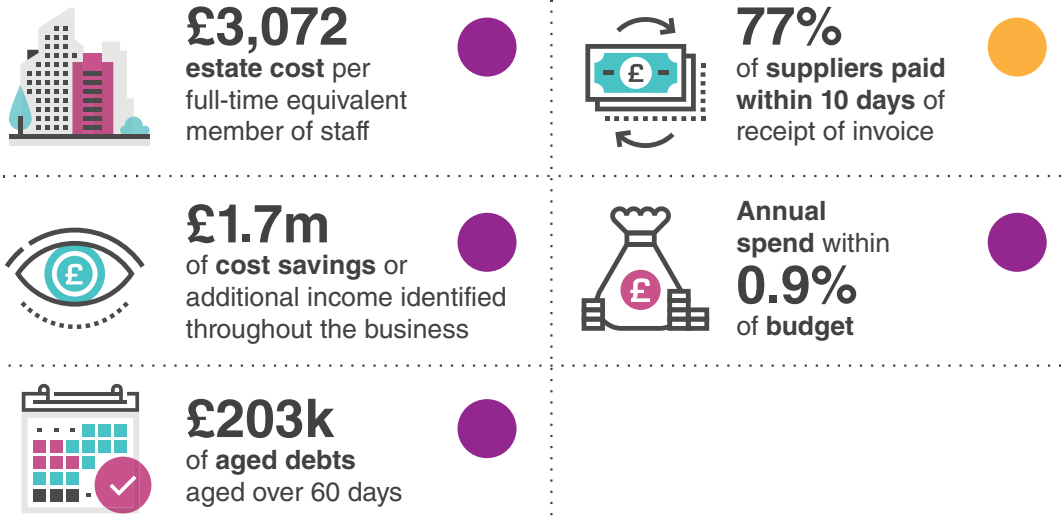 £3,072
estate cost per
full-time equivalent
member of staff
77%
of suppliers paid
within 10 days of
receipt of invoice
£
£1.7m
of cost savings or
additional income identified
throughout the business
£
Annual
spend within
0.9%
of budget
£
£203k
of aged debts
aged over 60 days